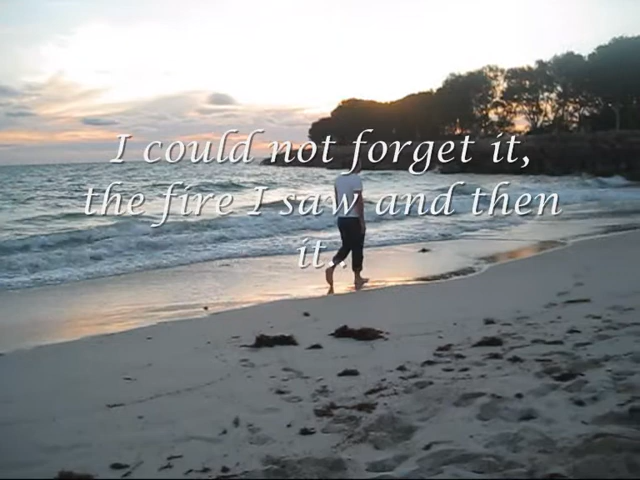 I could not forget it,
the fire I saw and then
it..